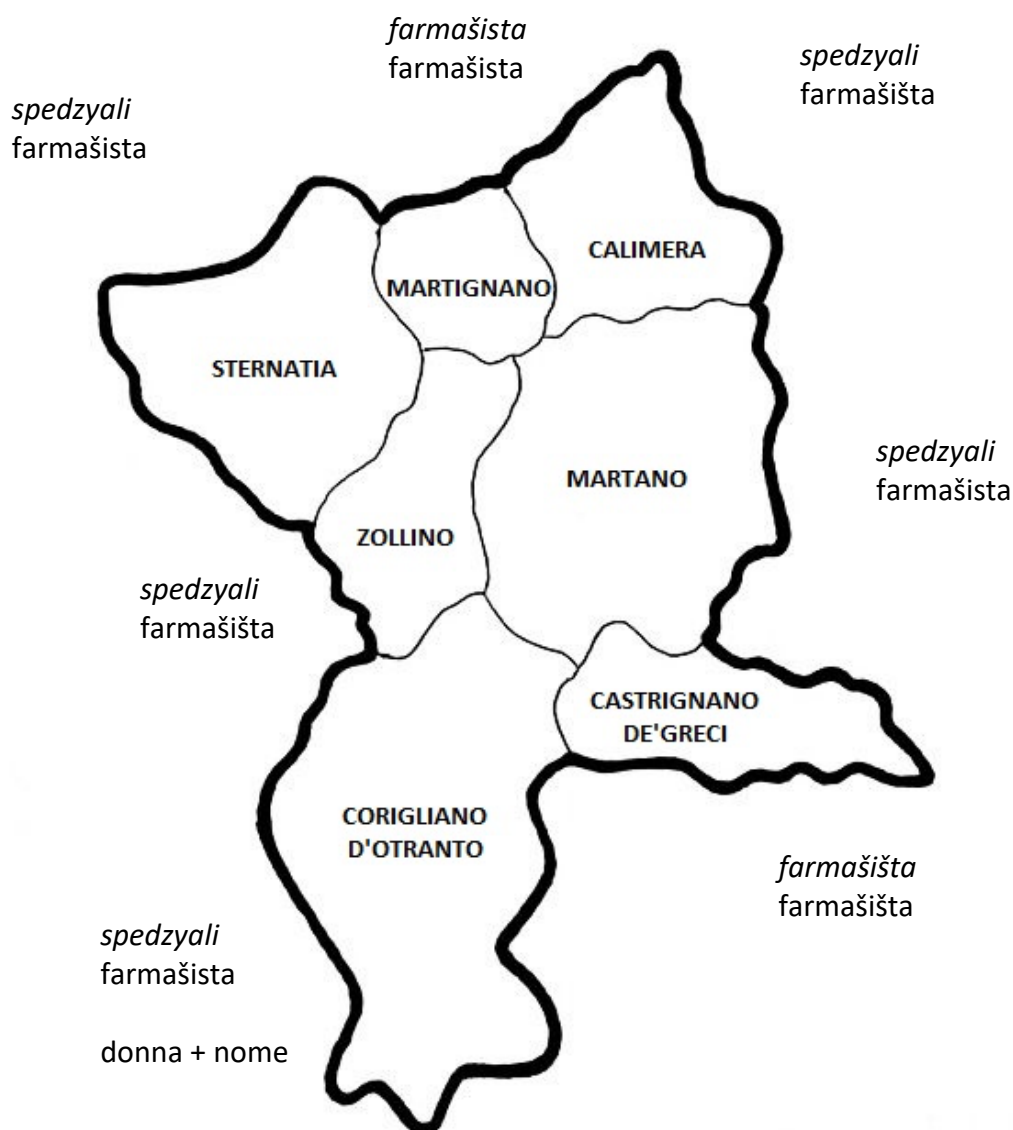 farmašista
farmašista
spedzyali
farmašišta
spedzyali
farmašista
CALIMERA
MARTIGNANO
STERNATIA
MARTANO
spedzyali
farmašista
ZOLLINO
spedzyali
farmašišta
CASTRIGNANO
DE'GRECI
CORIGLIANO
D'OTRANTO
farmašišta
farmašišta
spedzyali
farmašista
donna + nome